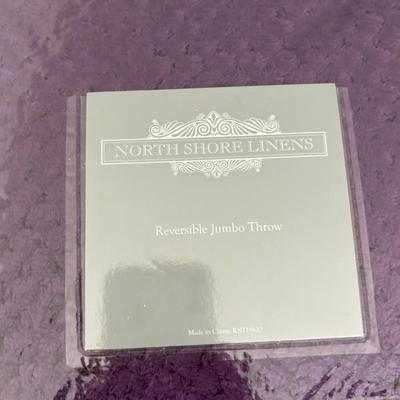 NORTH SHORE LINENS
Reversible Jumbo Throw
Made in China